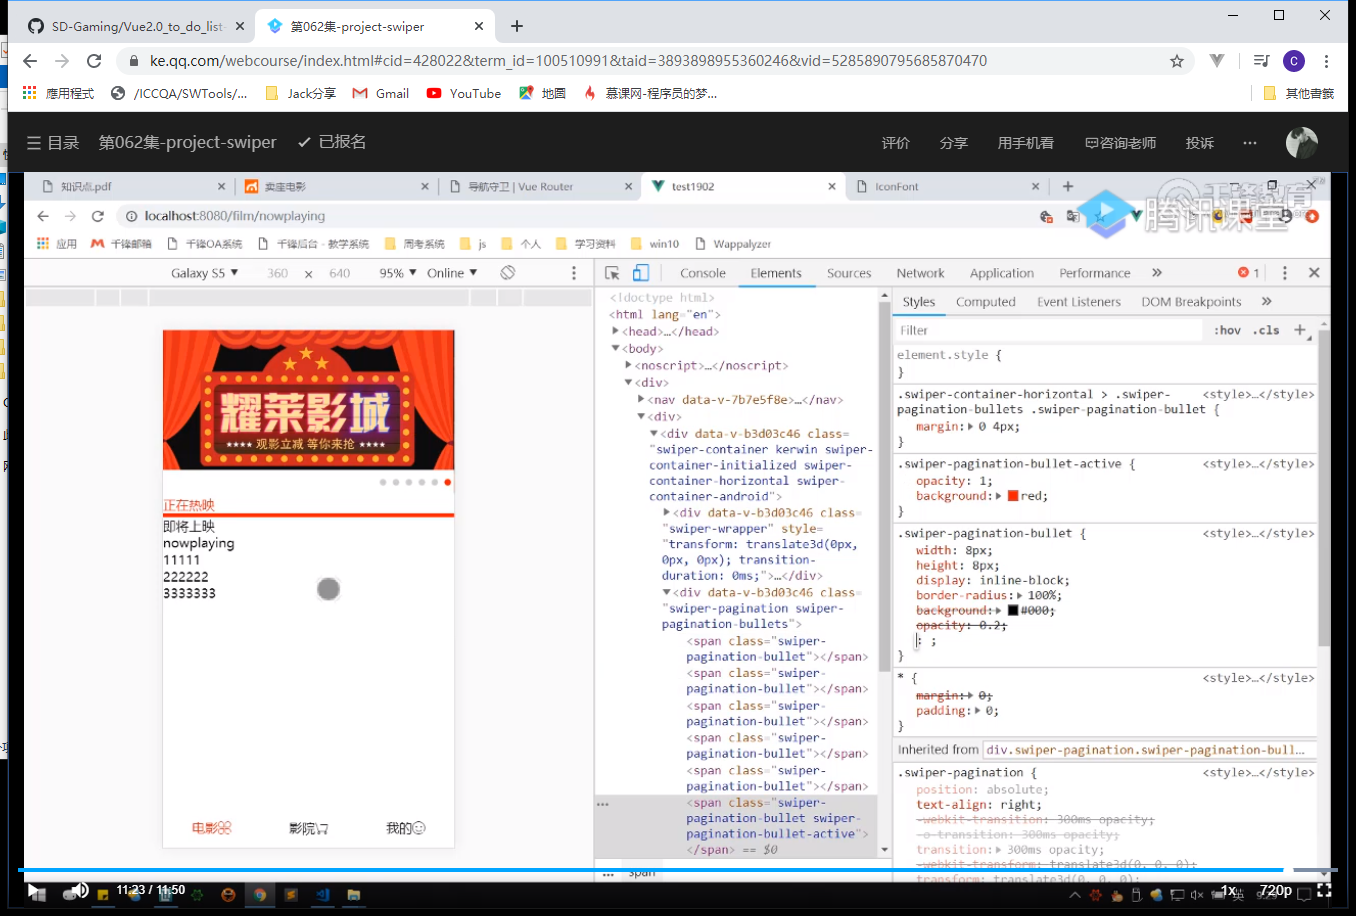 SD-Gaming/Vue2.0_to_do_list-
第062集-project-swiper
ke.qq.com/webcourse/index.html#cid=428022&term_id=100510991&taid=3893898955360246&vid=5285890795685870470
C
應用程式
/ICCQA/SWTools/...
Jack分享
Gmail
YouTube
地圖
慕课网-程序员的梦...
其他書籤
目录
第062集-project-swiper
已报名
评价
分享
用手机看
咨询老师
投诉
知识点.pdf
卖座电影
导航守卫 | Vue Router
test1902
IconFont
localhost:8080/film/nowplaying
腾讯课堂
应用
千锋邮箱
千锋OA系统
千锋后台 - 教学系统
周考系统
js
个人
学习资料
win10
Wappalyzer
Galaxy S5 ▼ 360 × 640 95% ▼ Online ▼
Console Elements Sources Network Application Performance » 1
Styles Computed Event Listeners DOM Breakpoints »
Filter :hov .cls +
耀莱影城
★★★★ 观影立减 等你来抢 ★★★★
正在热映
即将上映
nowplaying
11111
222222
3333333
电影
影院
我的
<!doctype html>
<html lang="en">
▶<head>…</head>
▼<body>
▶<noscript>…</noscript>
▼<div>
▶<nav data-v-7b7e5f8e>…</nav>
▼<div>
▼<div data-v-b3d03c46 class=
"swiper-container kerwin swiper-
container-initialized swiper-
container-horizontal swiper-
container-android">
▶<div data-v-b3d03c46 class=
"swiper-wrapper" style=
"transform: translate3d(0px,
0px, 0px); transition-
duration: 0ms;">…</div>
▼<div data-v-b3d03c46 class=
"swiper-pagination swiper-
pagination-bullets">
<span class="swiper-
pagination-bullet"></span>
<span class="swiper-
pagination-bullet"></span>
<span class="swiper-
pagination-bullet"></span>
<span class="swiper-
pagination-bullet"></span>
<span class="swiper-
pagination-bullet"></span>
<span class="swiper-
pagination-bullet swiper-
pagination-bullet-active">
</span> == $0
... span
element.style {
}
.swiper-container-horizontal > .swiper- <style>…</style>
pagination-bullets .swiper-pagination-bullet {
margin:▶ 0 4px;
}
.swiper-pagination-bullet-active { <style>…</style>
opacity: 1;
background:▶ red;
}
.swiper-pagination-bullet { <style>…</style>
width: 8px;
height: 8px;
display: inline-block;
border-radius:▶ 100%;
background:▶ #000;
opacity: 0.2;
: ;
}
* { <style>…</style>
margin:▶ 0;
padding:▶ 0;
}
Inherited from div.swiper-pagination.swiper-pagination-bull...
.swiper-pagination { <style>…</style>
position: absolute;
text-align: right;
-webkit-transition: 300ms opacity;
-o-transition: 300ms opacity;
transition:▶ 300ms opacity;
-webkit-transform: translate3d(0, 0, 0);
transform: translate3d(0, 0, 0);
11:23 / 11:50
1x
720p